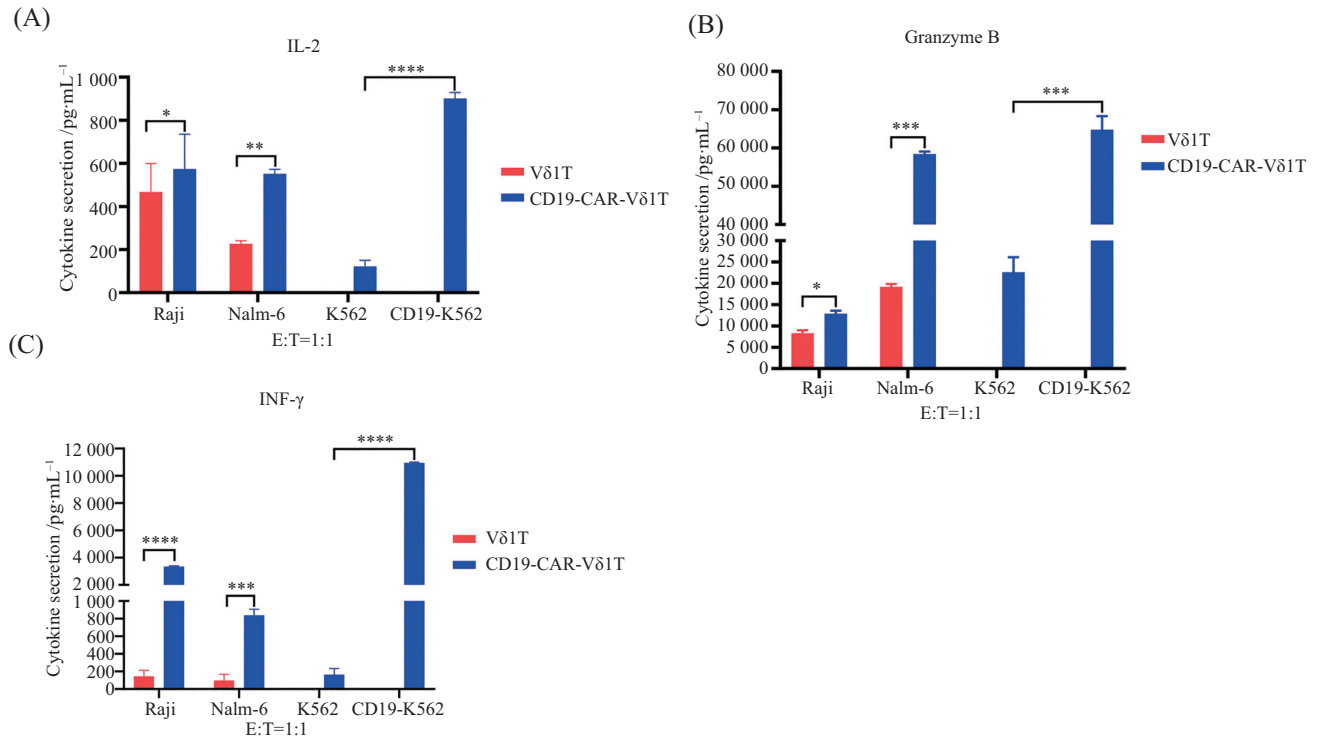 (A)
IL-2
Cytokine secretion /pg·mL⁻¹
1 000
800
600
400
200
0
*
**
****
Raji
Nalm-6
K562
CD19-K562
E:T=1:1
Vδ1T
CD19-CAR-Vδ1T
(B)
Granzyme B
Cytokine secretion /pg·mL⁻¹
80 000
70 000
60 000
50 000
40 000
30 000
25 000
20 000
15 000
10 000
5 000
0
*
***
***
Raji
Nalm-6
K562
CD19-K562
E:T=1:1
Vδ1T
CD19-CAR-Vδ1T
(C)
INF-γ
Cytokine secretion /pg·mL⁻¹
12 000
10 000
8 000
6 000
4 000
2 000
1 000
800
600
400
200
0
****
***
****
Raji
Nalm-6
K562
CD19-K562
E:T=1:1
Vδ1T
CD19-CAR-Vδ1T